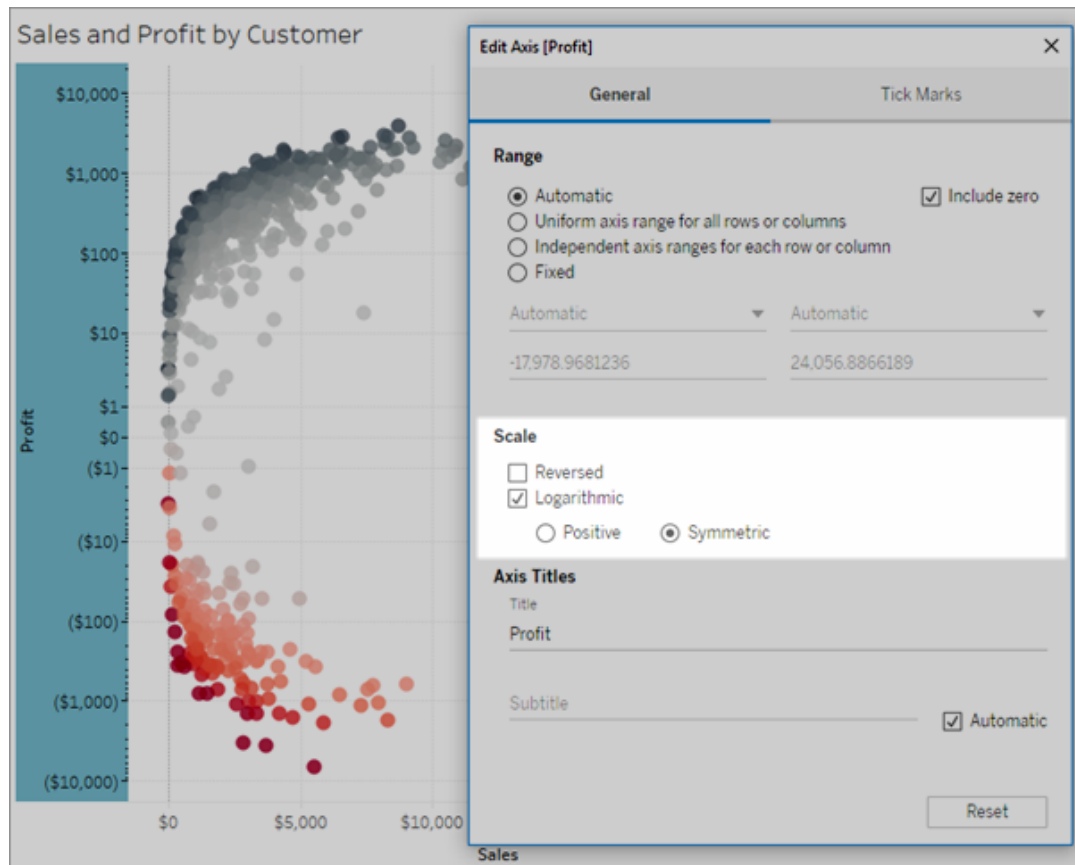 Sales and Profit by Customer
$10,000
$1,000
$100
$10
$1
$0
($1)
($10)
($100)
($1,000)
($10,000)
Profit
$0
$5,000
$10,000
Sales
Edit Axis [Profit]
General
Tick Marks
Range
Automatic
Include zero
Uniform axis range for all rows or columns
Independent axis ranges for each row or column
Fixed
Automatic
Automatic
-17,978.9681236
24,056.8866189
Scale
Reversed
Logarithmic
Positive
Symmetric
Axis Titles
Title
Profit
Subtitle
Automatic
Reset